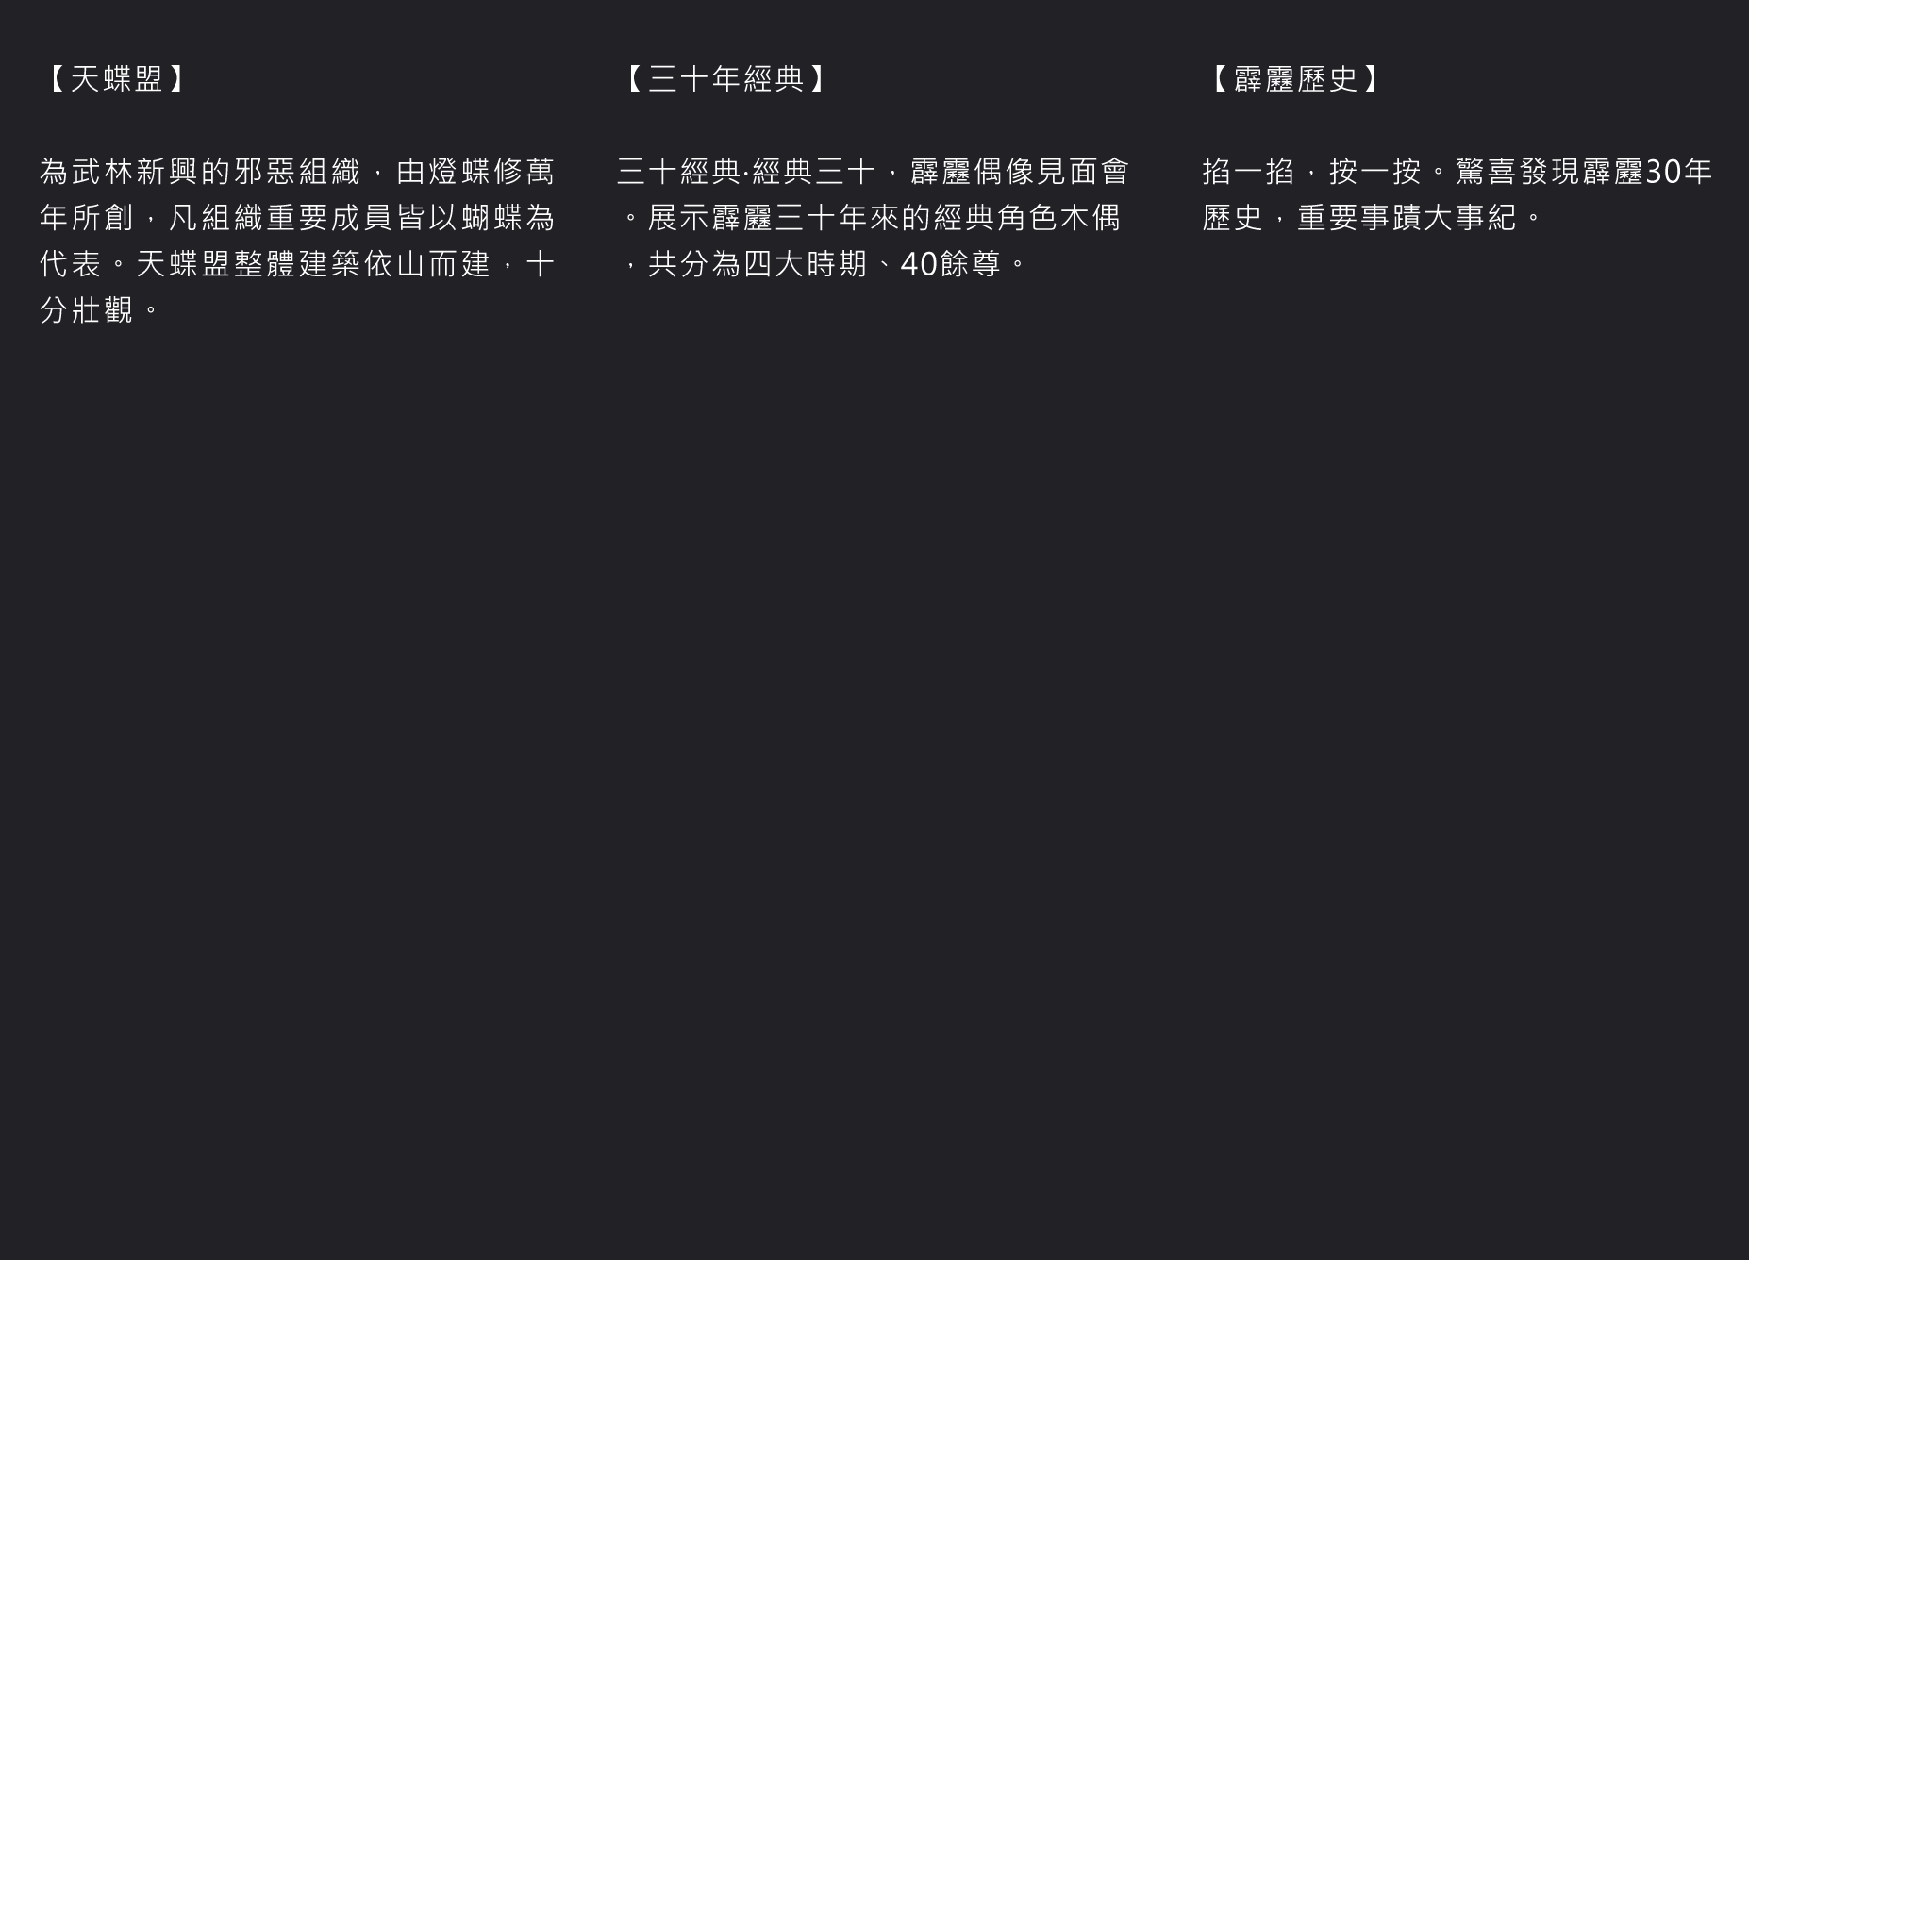 【天蝶盟】
為武林新興的邪惡組織，由燈蝶修萬
年所創，凡組織重要成員皆以蝴蝶為
代表。天蝶盟整體建築依山而建，十
分壯觀。
【三十年經典】
三十經典·經典三十，霹靂偶像見面會
。展示霹靂三十年來的經典角色木偶
，共分為四大時期、40餘尊。
【霹靂歷史】
掐一掐，按一按。驚喜發現霹靂30年
歷史，重要事蹟大事紀。